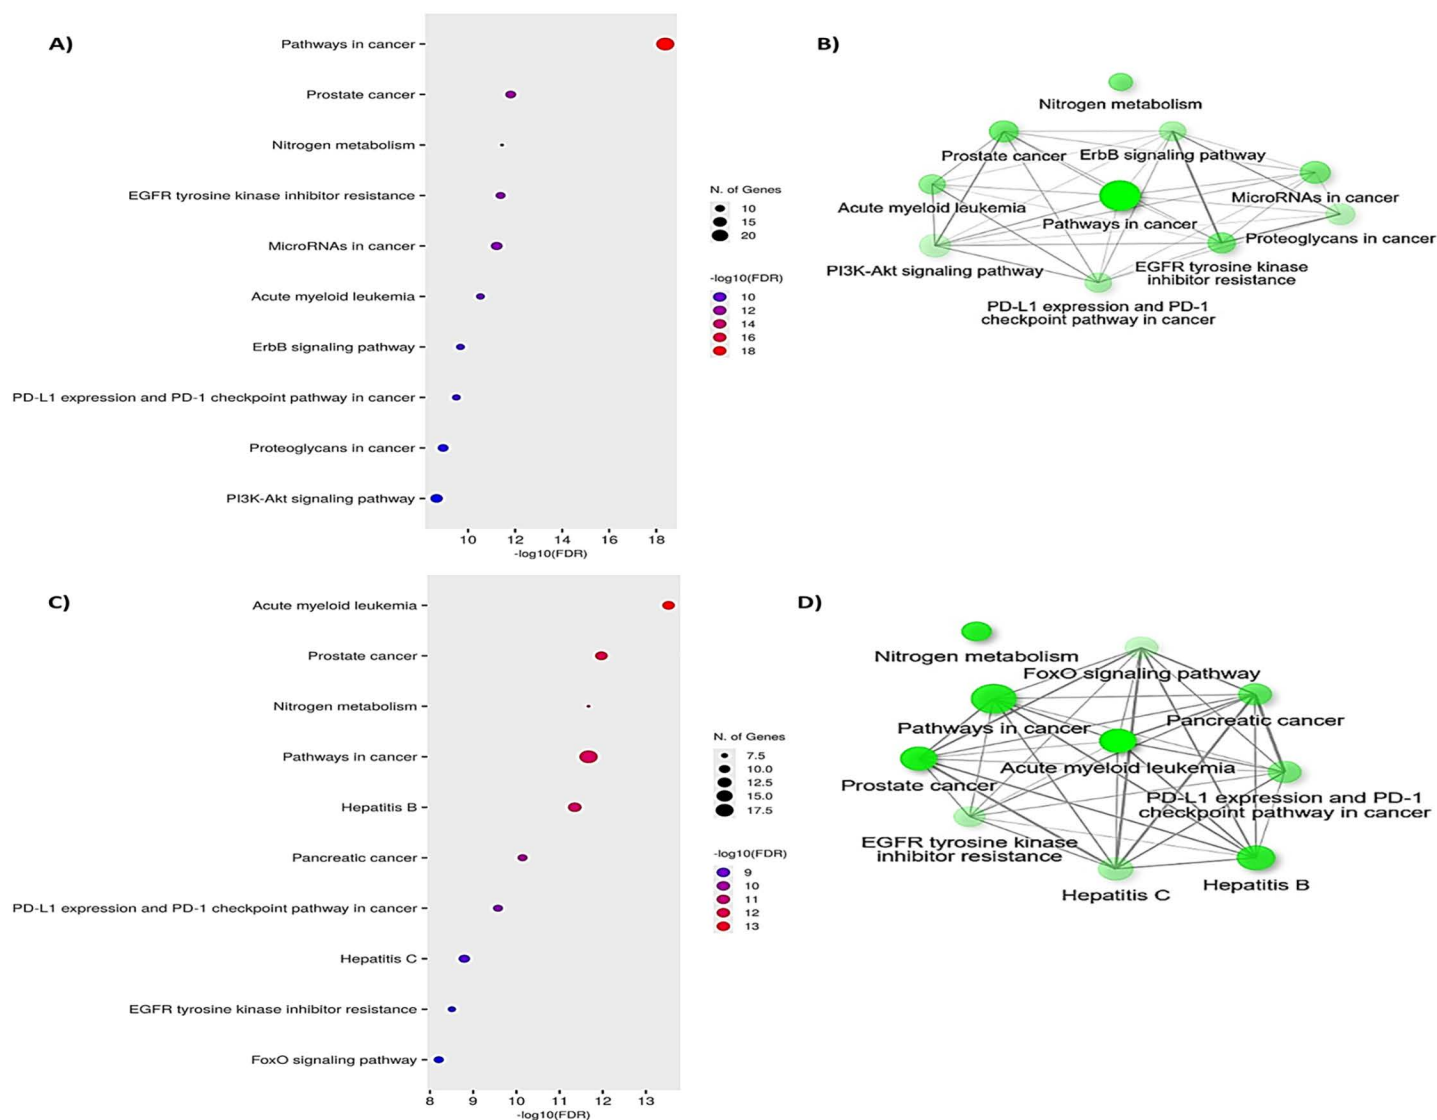 A)
Pathways in cancer
Prostate cancer
Nitrogen metabolism
EGFR tyrosine kinase inhibitor resistance
MicroRNAs in cancer
Acute myeloid leukemia
ErbB signaling pathway
PD-L1 expression and PD-1 checkpoint pathway in cancer
Proteoglycans in cancer
PI3K-Akt signaling pathway
10 12 14 16 18
-log10(FDR)
N. of Genes
10
15
20
-log10(FDR)
10
12
14
16
18
B)
Nitrogen metabolism
Prostate cancer
ErbB signaling pathway
MicroRNAs in cancer
Acute myeloid leukemia
Pathways in cancer
Proteoglycans in cancer
PI3K-Akt signaling pathway
EGFR tyrosine kinase
inhibitor resistance
PD-L1 expression and PD-1
checkpoint pathway in cancer
C)
Acute myeloid leukemia
Prostate cancer
Nitrogen metabolism
Pathways in cancer
Hepatitis B
Pancreatic cancer
PD-L1 expression and PD-1 checkpoint pathway in cancer
Hepatitis C
EGFR tyrosine kinase inhibitor resistance
FoxO signaling pathway
8 9 10 11 12 13
-log10(FDR)
N. of Genes
7.5
10.0
12.5
15.0
17.5
-log10(FDR)
9
10
11
12
13
D)
Nitrogen metabolism
FoxO signaling pathway
Pathways in cancer
Pancreatic cancer
Acute myeloid leukemia
Prostate cancer
PD-L1 expression and PD-1
checkpoint pathway in cancer
EGFR tyrosine kinase
inhibitor resistance
Hepatitis C
Hepatitis B